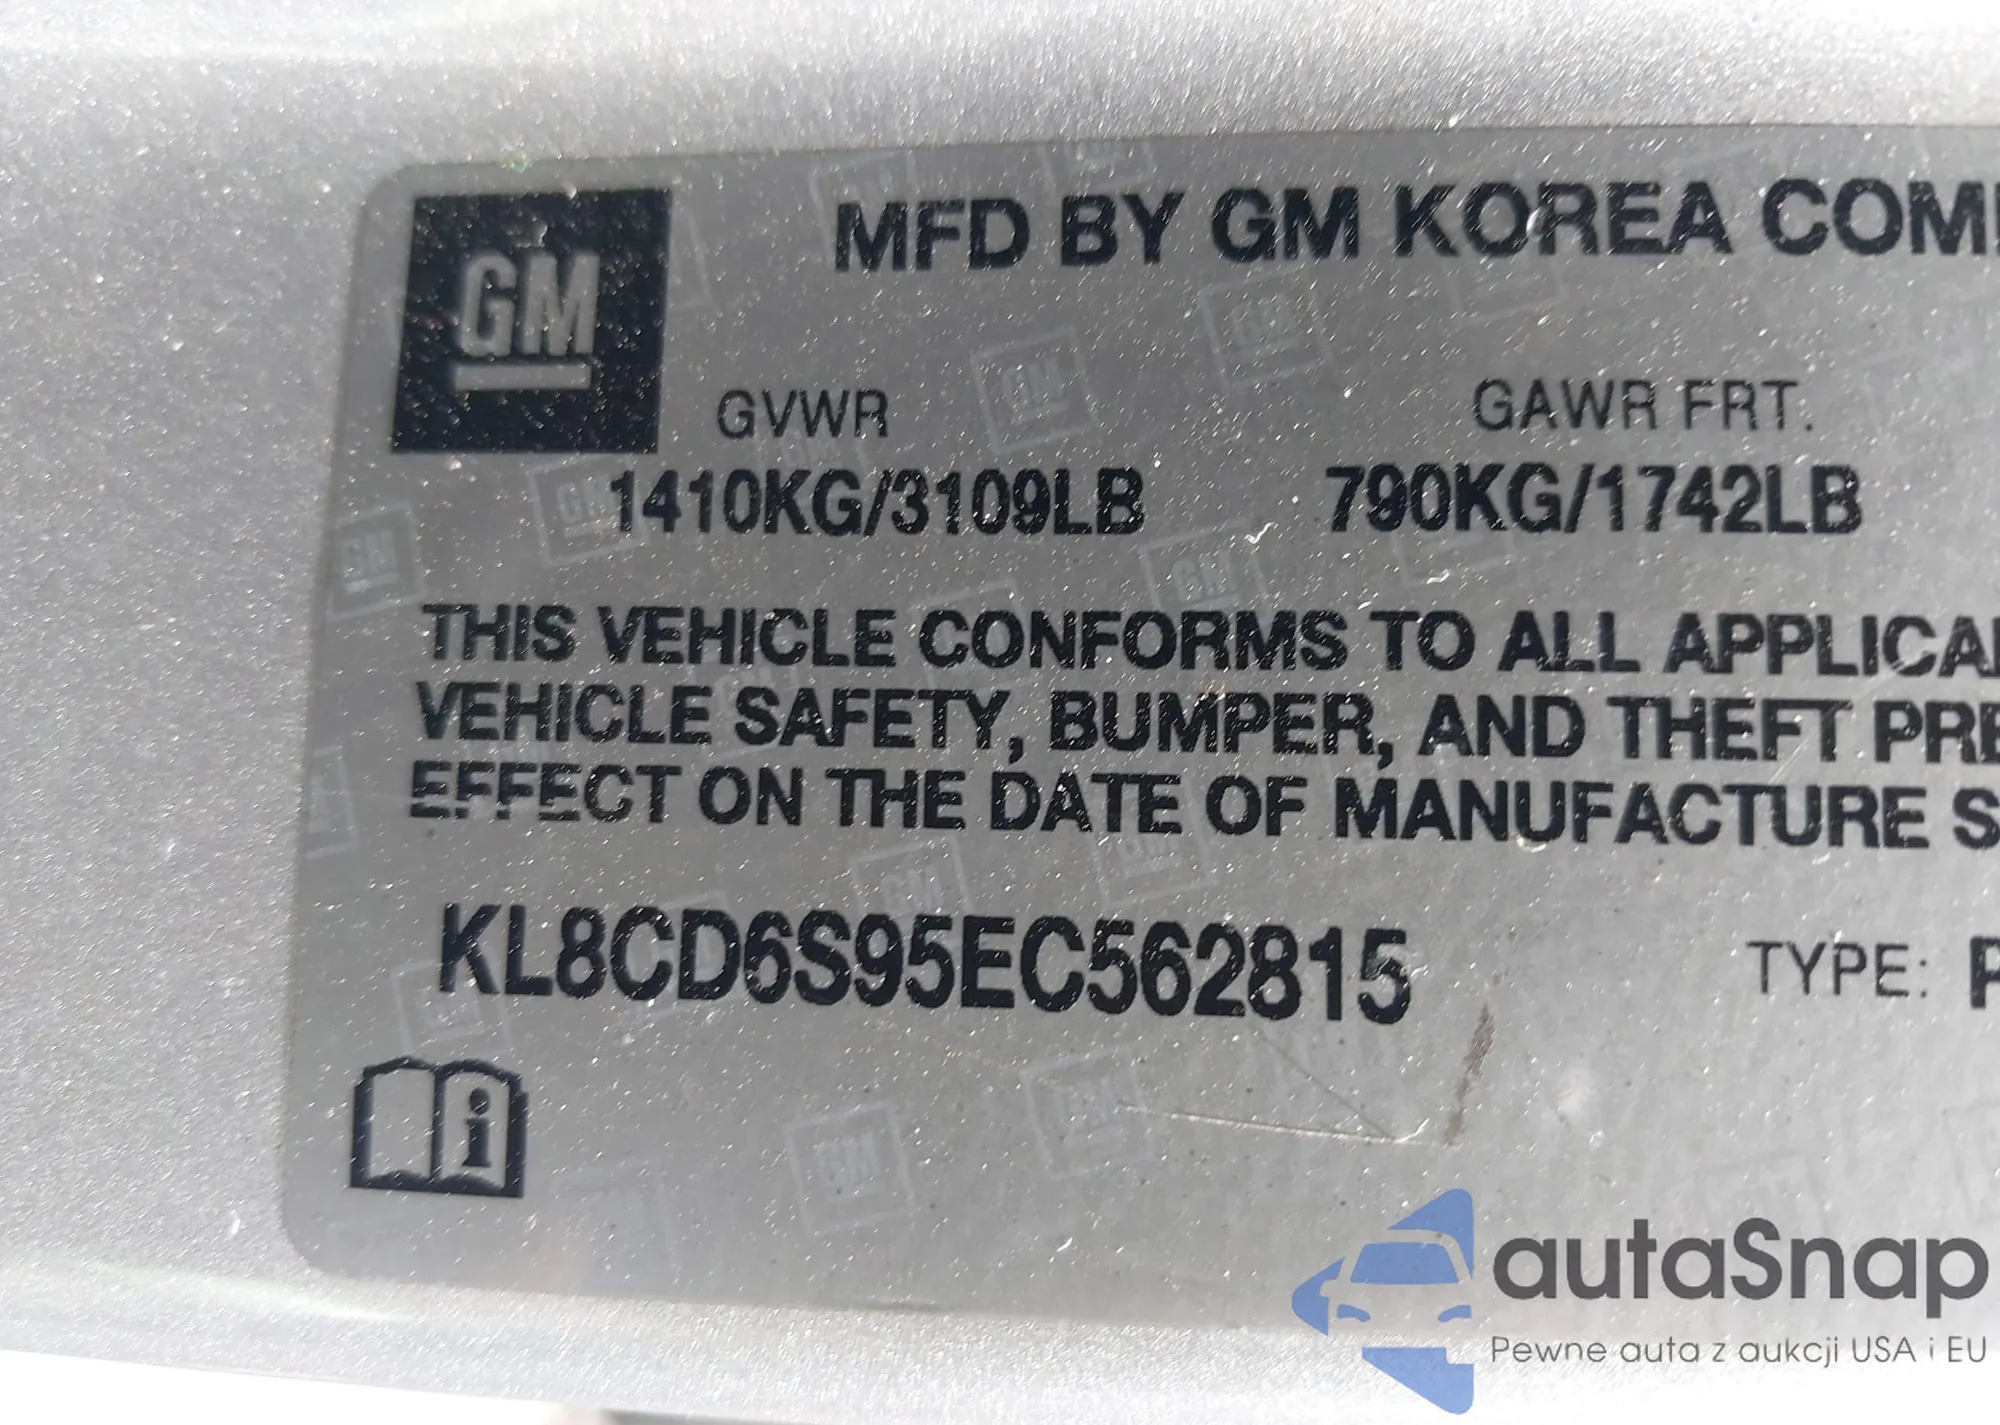 GM
MFD BY GM KOREA COM
GVWR GAWR FRT.
1410KG/3109LB 790KG/1742LB
THIS VEHICLE CONFORMS TO ALL APPLICA
VEHICLE SAFETY, BUMPER, AND THEFT PRE
EFFECT ON THE DATE OF MANUFACTURE S
KL8CD6S95EC562815 TYPE: P
i
autaSnap
Pewne auta z aukcji USA i EU